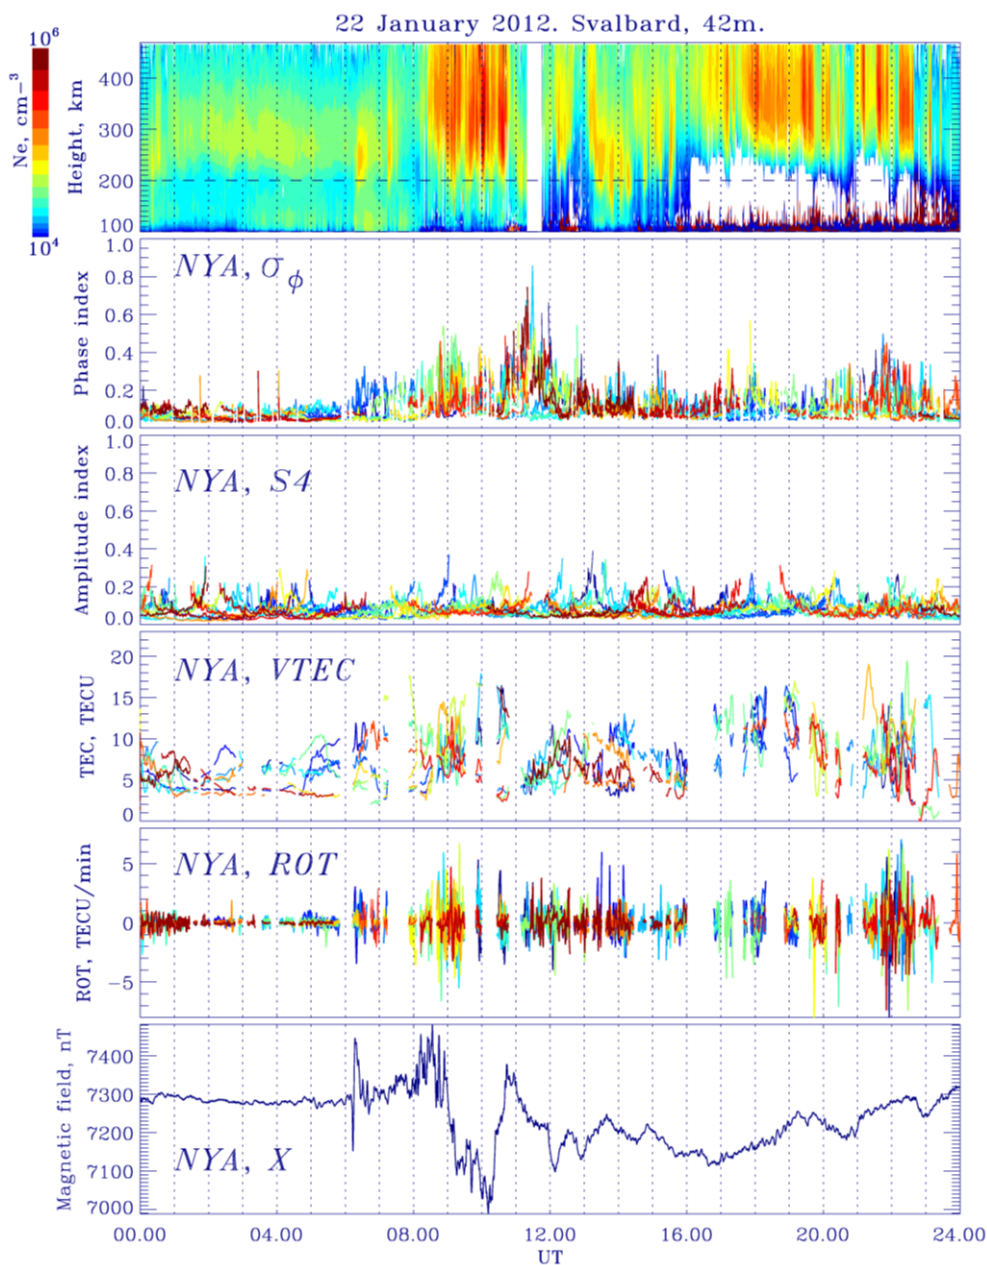 22 January 2012. Svalbard, 42m.
10⁶
Ne, cm⁻³
10⁴
Height, km
400
300
200
100
NYA, σϕ
Phase index
1.0
0.8
0.6
0.4
0.2
0.0
NYA, S4
Amplitude index
1.0
0.8
0.6
0.4
0.2
0.0
NYA, VTEC
TEC, TECU
20
15
10
5
0
NYA, ROT
ROT, TECU/min
5
0
−5
NYA, X
Magnetic field, nT
7400
7300
7200
7100
7000
00.00 04.00 08.00 12.00 16.00 20.00 24.00
UT